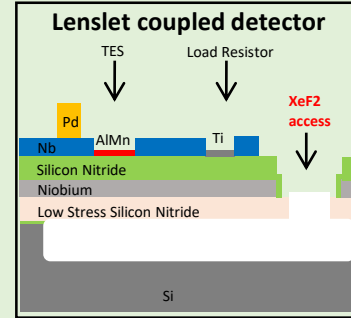 Lenslet coupled detector
TES
Load Resistor
XeF2
access
Pd
AlMn
Ti
Nb
Silicon Nitride
Niobium
Low Stress Silicon Nitride
Si